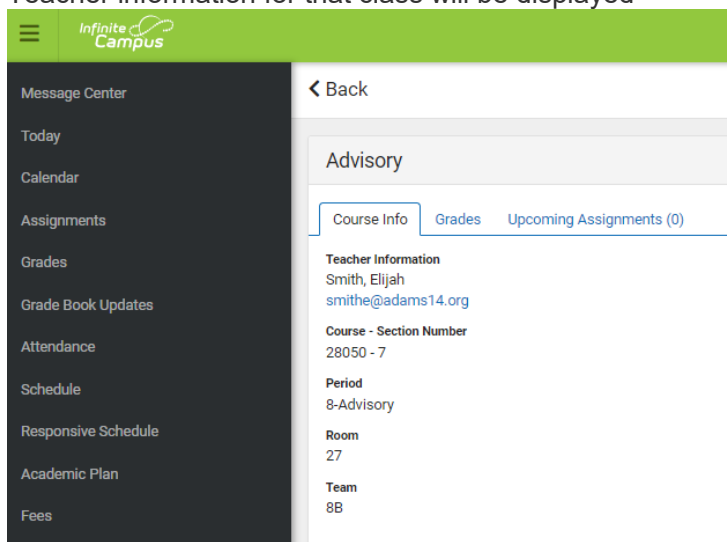 Teacher information for that class will be displayed
Infinite
Campus
Message Center
Today
Calendar
Assignments
Grades
Grade Book Updates
Attendance
Schedule
Responsive Schedule
Academic Plan
Fees
Back
Advisory
Course Info Grades Upcoming Assignments (0)
Teacher Information
Smith, Elijah
smithe@adams14.org
Course - Section Number
28050 - 7
Period
8-Advisory
Room
27
Team
8B